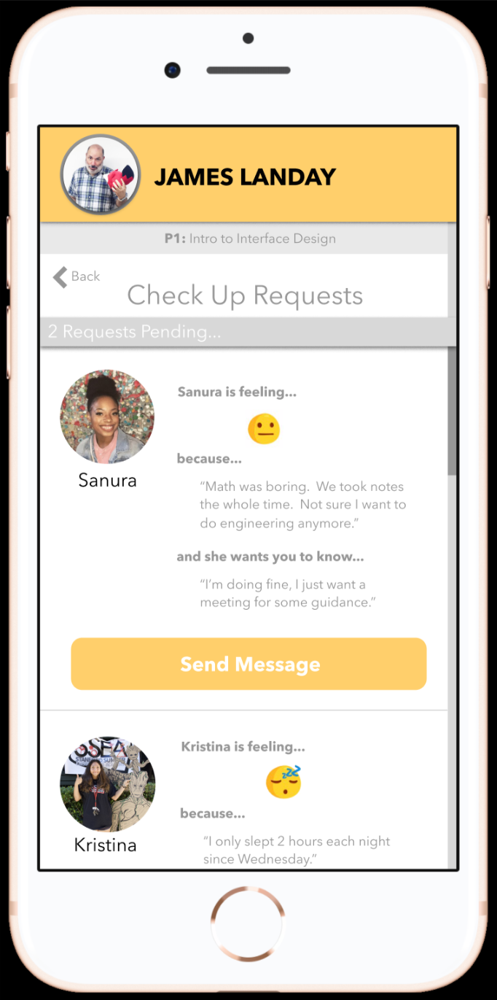 JAMES LANDAY
P1: Intro to Interface Design
Back
Check Up Requests
2 Requests Pending...
Sanura is feeling...
because...
Sanura
“Math was boring.  We took notes
the whole time.  Not sure I want to
do engineering anymore.”
and she wants you to know...
“I’m doing fine, I just want a
meeting for some guidance.”
Send Message
Kristina is feeling...
because...
Kristina
“I only slept 2 hours each night
since Wednesday.”